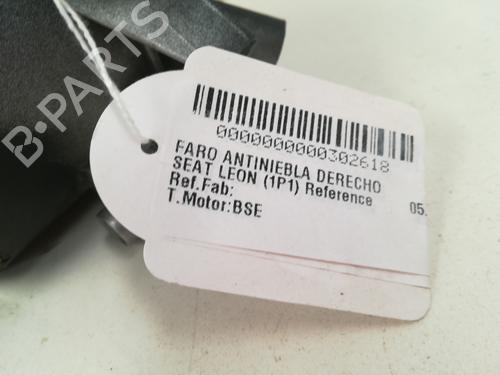 0000000000302618
FARO ANTINIEBLA DERECHO
SEAT LEON (1P1) Reference 05.
Ref.Fab:
T.Motor:BSE
B-PARTS